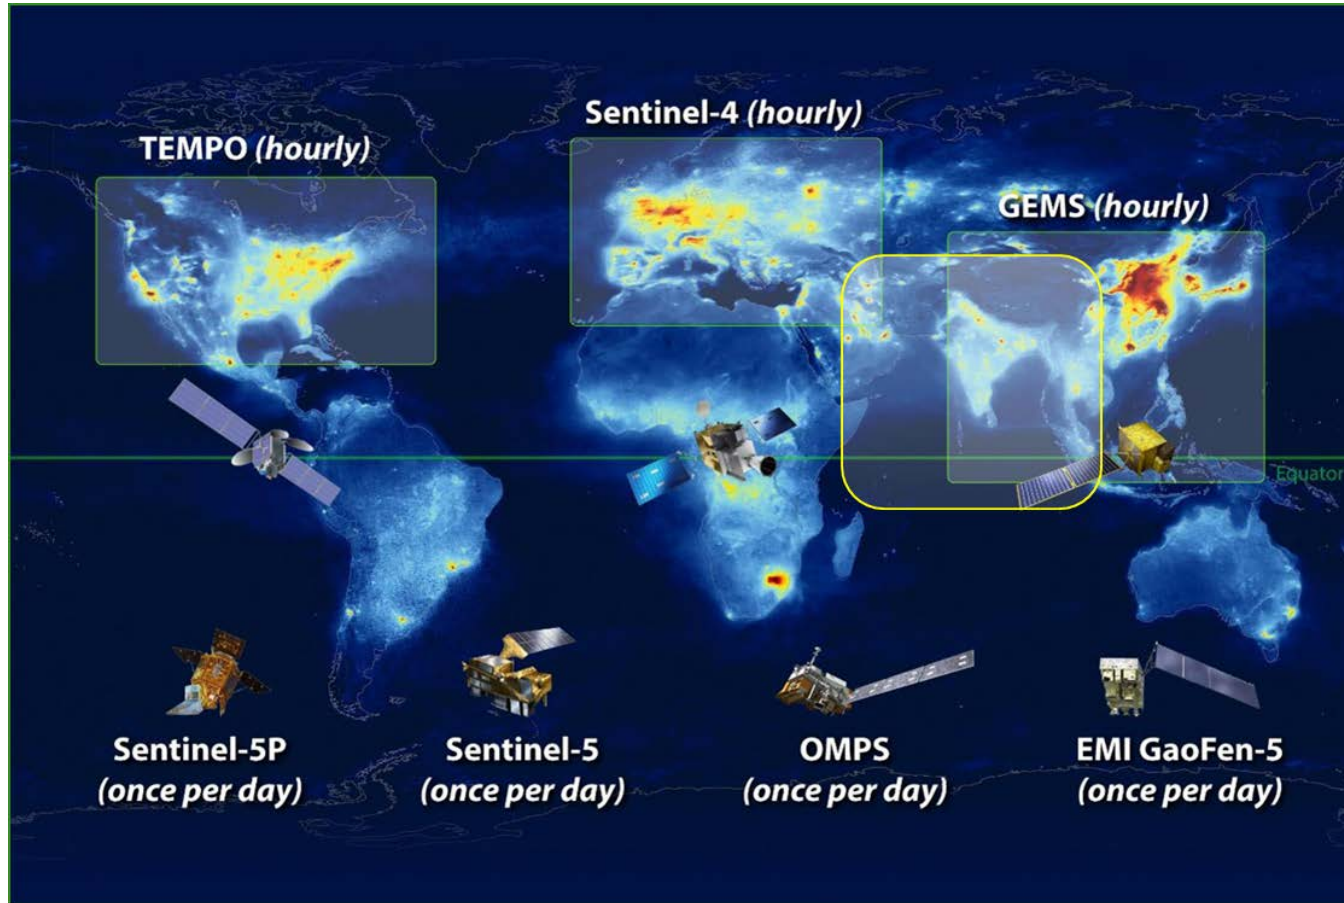 Sentinel-4 (hourly)
TEMPO (hourly)
GEMS (hourly)
Equator
Sentinel-5P
(once per day)
Sentinel-5
(once per day)
OMPS
(once per day)
EMI GaoFen-5
(once per day)